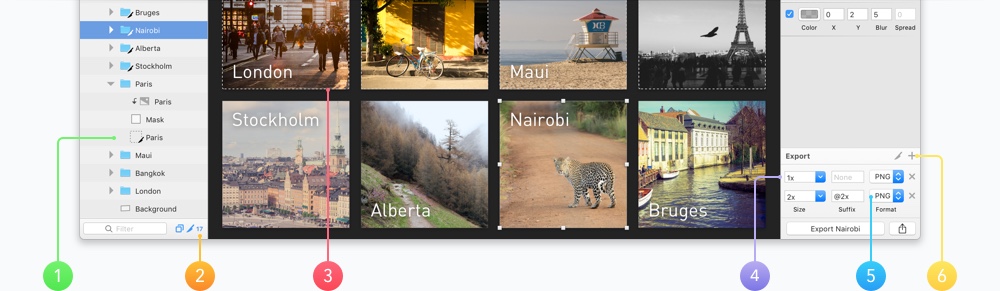 Bruges
Nairobi
Alberta
Stockholm
Paris
Paris
Mask
Paris
Maui
Bangkok
London
Background
Filter
17
London
Maui
Stockholm
Nairobi
Alberta
Bruges
0 2 5 0
Color X Y Blur Spread
Export
1x None PNG
2x @2x PNG
Size Suffix Format
Export Nairobi
1 2 3 4 5 6